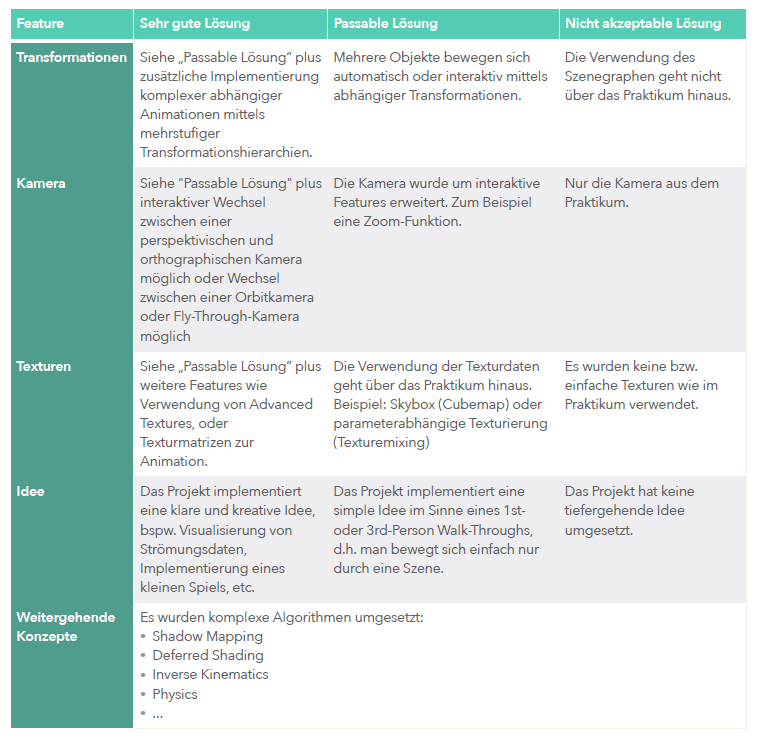 Feature
Sehr gute Lösung
Passable Lösung
Nicht akzeptable Lösung
Transformationen
Siehe „Passable Lösung“ plus
zusätzliche Implementierung
komplexer abhängiger
Animationen mittels
mehrstufiger
Transformationshierarchien.
Mehrere Objekte bewegen sich
automatisch oder interaktiv mittels
abhängiger Transformationen.
Die Verwendung des
Szenegraphen geht nicht
über das Praktikum hinaus.
Kamera
Siehe "Passable Lösung" plus
interaktiver Wechsel
zwischen einer
perspektivischen und
orthographischen Kamera
möglich oder Wechsel
zwischen einer Orbitkamera
oder Fly-Through-Kamera
möglich
Die Kamera wurde um interaktive
Features erweitert. Zum Beispiel
eine Zoom-Funktion.
Nur die Kamera aus dem
Praktikum.
Texturen
Siehe „Passable Lösung“ plus
weitere Features wie
Verwendung von Advanced
Textures, oder
Texturmatrizen zur
Animation.
Die Verwendung der Texturdaten
geht über das Praktikum hinaus.
Beispiel: Skybox (Cubemap) oder
parameterabhängige Texturierung
(Texturemixing)
Es wurden keine bzw.
einfache Texturen wie im
Praktikum verwendet.
Idee
Das Projekt implementiert
eine klare und kreative Idee,
bspw. Visualisierung von
Strömungsdaten,
Implementierung eines
kleinen Spiels, etc.
Das Projekt implementiert eine
simple Idee im Sinne eines 1st-
oder 3rd-Person Walk-Throughs,
d.h. man bewegt sich einfach nur
durch eine Szene.
Das Projekt hat keine
tiefergehende Idee
umgesetzt.
Weitergehende
Konzepte
Es wurden komplexe Algorithmen umgesetzt:
• Shadow Mapping
• Deferred Shading
• Inverse Kinematics
• Physics
• ...